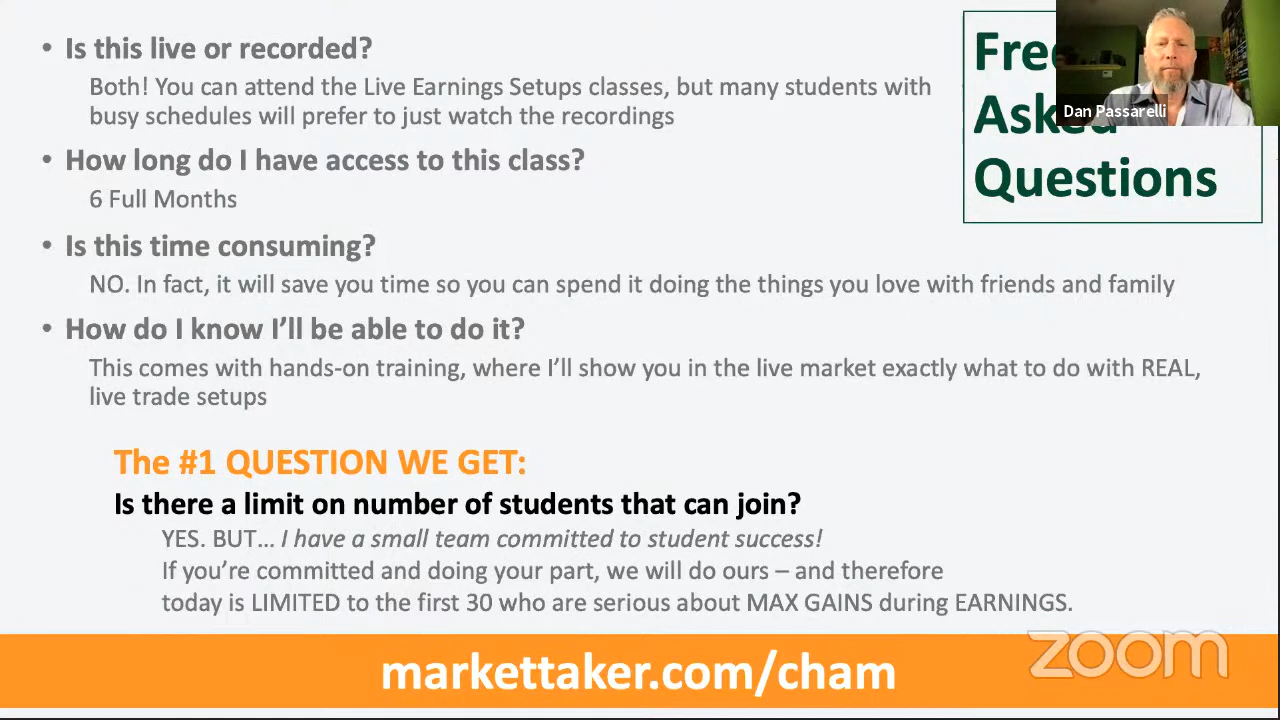 • Is this live or recorded?
Both! You can attend the Live Earnings Setups classes, but many students with
busy schedules will prefer to just watch the recordings
• How long do I have access to this class?
6 Full Months
• Is this time consuming?
NO. In fact, it will save you time so you can spend it doing the things you love with friends and family
• How do I know I’ll be able to do it?
This comes with hands-on training, where I’ll show you in the live market exactly what to do with REAL,
live trade setups
The #1 QUESTION WE GET:
Is there a limit on number of students that can join?
YES. BUT… I have a small team committed to student success!
If you’re committed and doing your part, we will do ours – and therefore
today is LIMITED to the first 30 who are serious about MAX GAINS during EARNINGS.
Asked
Questions
Dan Passarelli
markettaker.com/cham
zoom